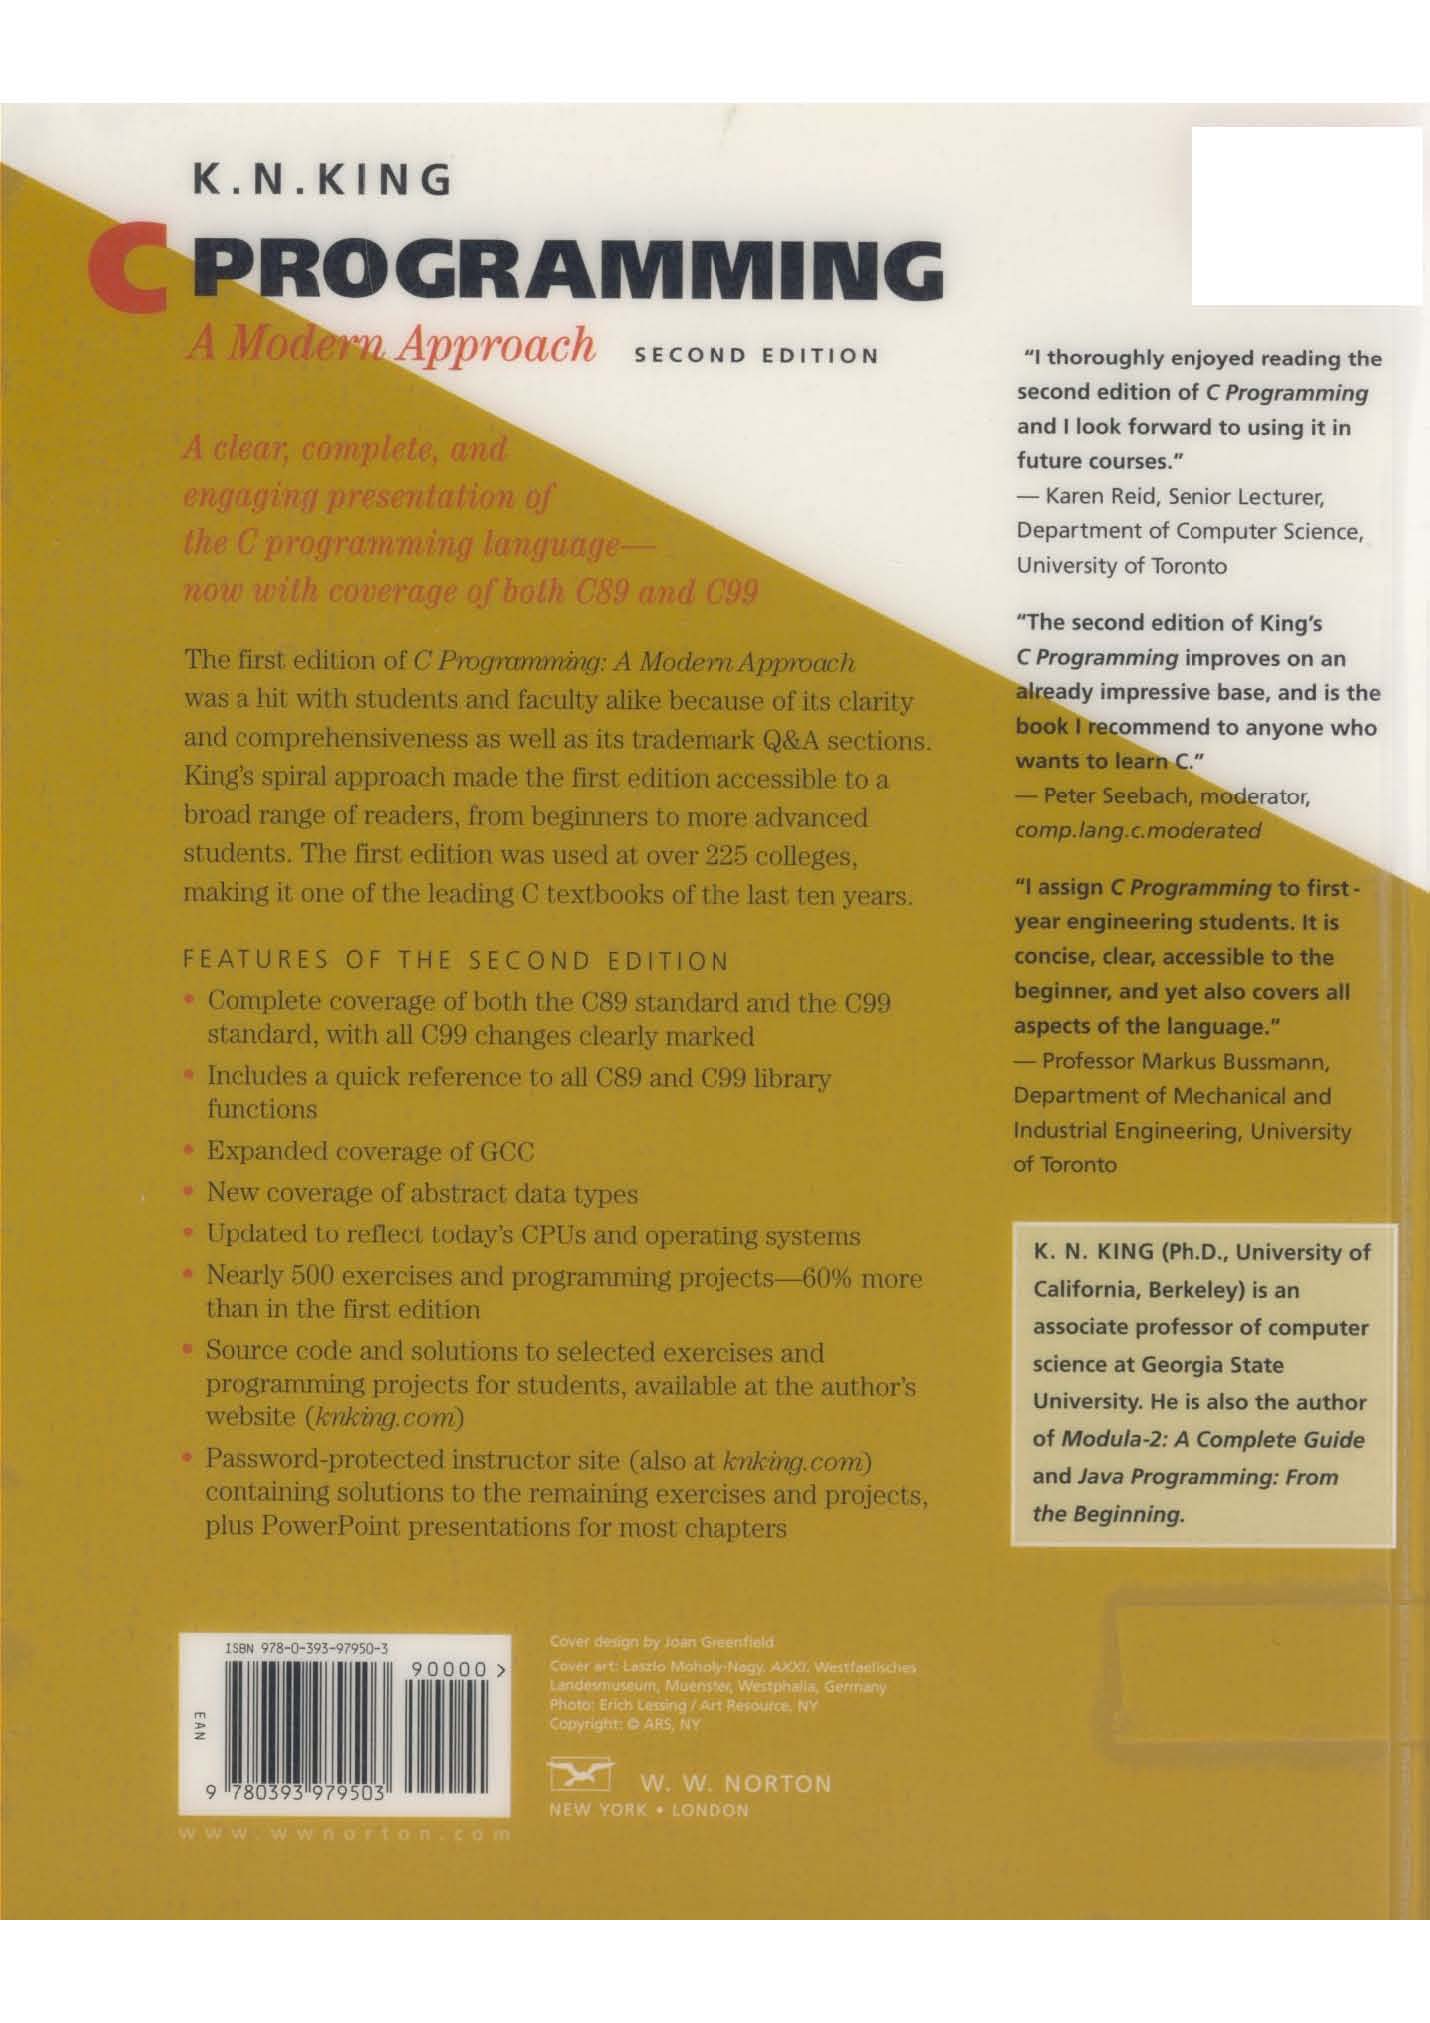 K.N.KING
C PROGRAMMING
A Modern Approach SECOND EDITION
A clear, complete, and
engaging presentation of
the C programming language—
now with coverage of both C89 and C99
The first edition of C Programming: A Modern Approach
was a hit with students and faculty alike because of its clarity
and comprehensiveness as well as its trademark Q&A sections.
King's spiral approach made the first edition accessible to a
broad range of readers, from beginners to more advanced
students. The first edition was used at over 225 colleges,
making it one of the leading C textbooks of the last ten years.
FEATURES OF THE SECOND EDITION
• Complete coverage of both the C89 standard and the C99
standard, with all C99 changes clearly marked
• Includes a quick reference to all C89 and C99 library
functions
• Expanded coverage of GCC
• New coverage of abstract data types
• Updated to reflect today's CPUs and operating systems
• Nearly 500 exercises and programming projects—60% more
than in the first edition
• Source code and solutions to selected exercises and
programming projects for students, available at the author's
website (knking.com)
• Password-protected instructor site (also at knking.com)
containing solutions to the remaining exercises and projects,
plus PowerPoint presentations for most chapters
"I thoroughly enjoyed reading the
second edition of C Programming
and I look forward to using it in
future courses."
— Karen Reid, Senior Lecturer,
Department of Computer Science,
University of Toronto
"The second edition of King's
C Programming improves on an
already impressive base, and is the
book I recommend to anyone who
wants to learn C."
— Peter Seebach, moderator,
comp.lang.c.moderated
"I assign C Programming to first-
year engineering students. It is
concise, clear, accessible to the
beginner, and yet also covers all
aspects of the language."
— Professor Markus Bussmann,
Department of Mechanical and
Industrial Engineering, University
of Toronto
K. N. KING (Ph.D., University of
California, Berkeley) is an
associate professor of computer
science at Georgia State
University. He is also the author
of Modula-2: A Complete Guide
and Java Programming: From
the Beginning.
ISBN 978-0-393-97950-3
90000 >
EAN
9 780393 979503
www.wwnorton.com
Cover design by Joan Greenfield
Cover art: Laszlo Moholy-Nagy. AXXI. Westfaelisches
Landesmuseum, Muenster, Westphalia, Germany
Photo: Erich Lessing / Art Resource, NY
Copyright: © ARS, NY
W. W. NORTON
NEW YORK • LONDON